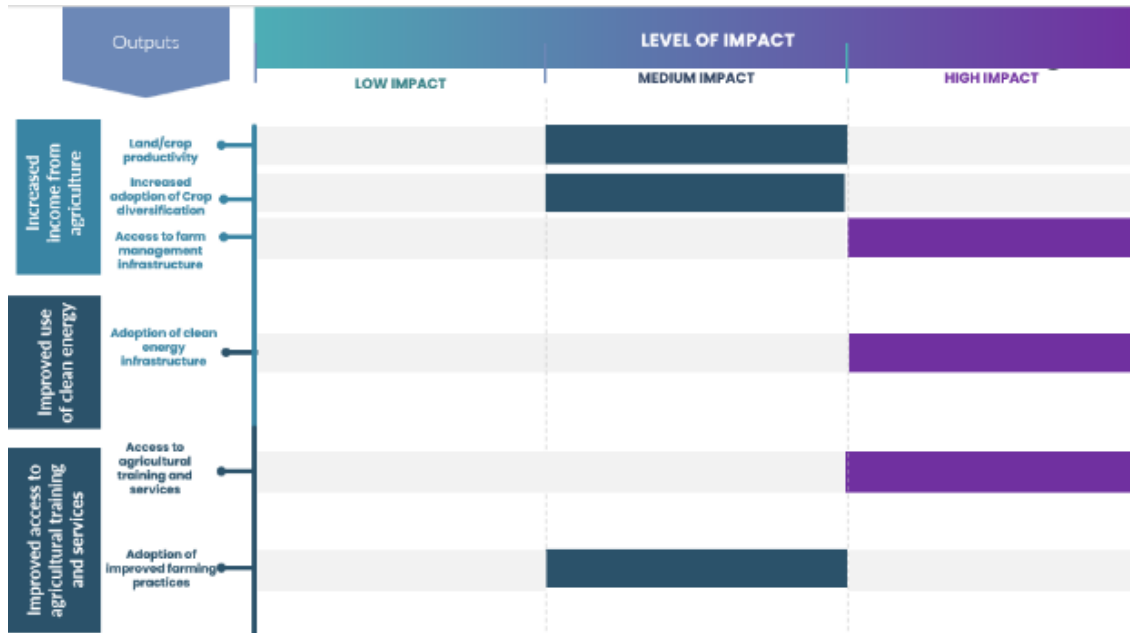 Outputs
LEVEL OF IMPACT
LOW IMPACT
MEDIUM IMPACT
HIGH IMPACT
Increased
income from
agriculture
Land/crop
productivity
Increased
adoption of Crop
diversification
Access to farm
management
infrastructure
Improved use
of clean energy
Adoption of clean
energy
infrastructure
Improved access to
agricultural training
and services
Access to
agricultural
training and
services
Adoption of
improved farming
practices